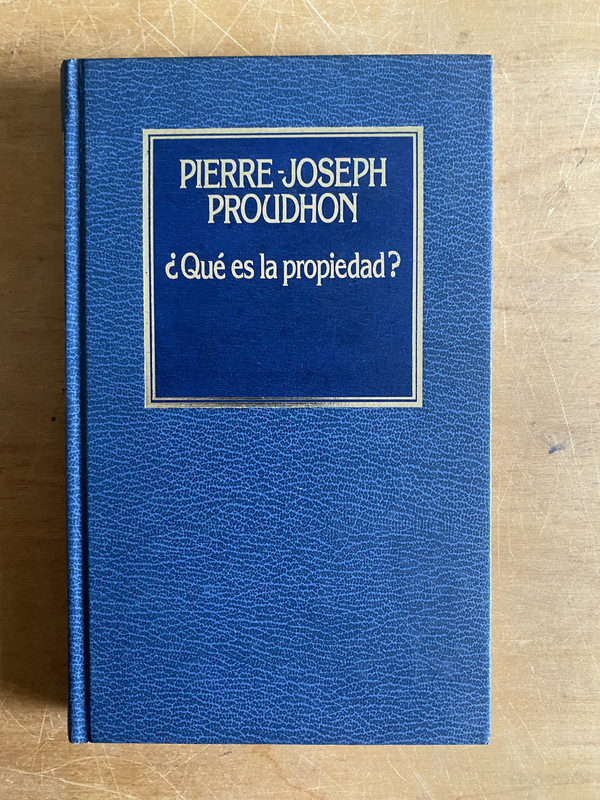 PIERRE-JOSEPH
PROUDHON
¿Qué es la propiedad?